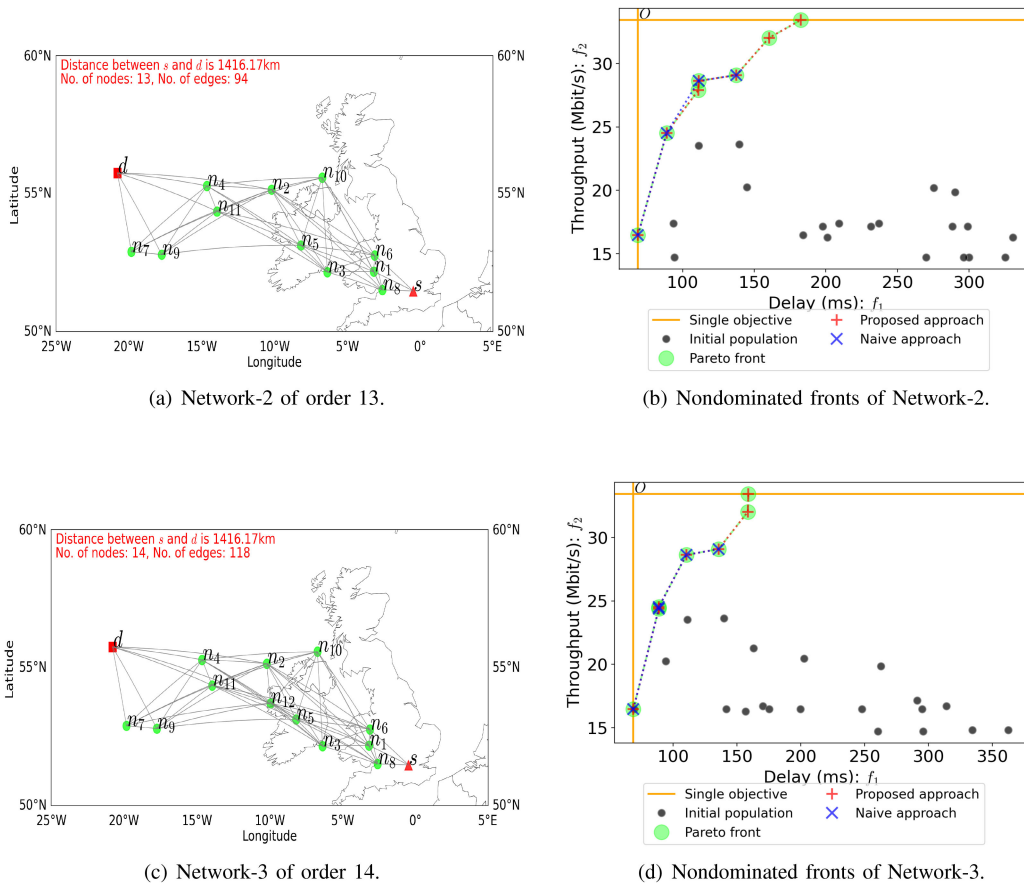 60°N
60°N
Distance between s and d is 1416.17km
No. of nodes: 13, No. of edges: 94
d
n4
n2
n10
n11
55°N
55°N
Latitude
n7
n9
n5
n6
n3
n1
n8
s
50°N
50°N
25°W 20°W 15°W 10°W 5°W 0° 5°E
Longitude
(a) Network-2 of order 13.
O
Throughput (Mbit/s): f2
30
25
20
15
100 150 200 250 300
Delay (ms): f1
Single objective
Initial population
Pareto front
Proposed approach
Naive approach
(b) Nondominated fronts of Network-2.
60°N
60°N
Distance between s and d is 1416.17km
No. of nodes: 14, No. of edges: 118
d
n4
n2
n10
n11
55°N
55°N
Latitude
n12
n7
n9
n5
n6
n3
n1
n8
s
50°N
50°N
25°W 20°W 15°W 10°W 5°W 0° 5°E
Longitude
(c) Network-3 of order 14.
O
Throughput (Mbit/s): f2
30
25
20
15
100 150 200 250 300 350
Delay (ms): f1
Single objective
Initial population
Pareto front
Proposed approach
Naive approach
(d) Nondominated fronts of Network-3.